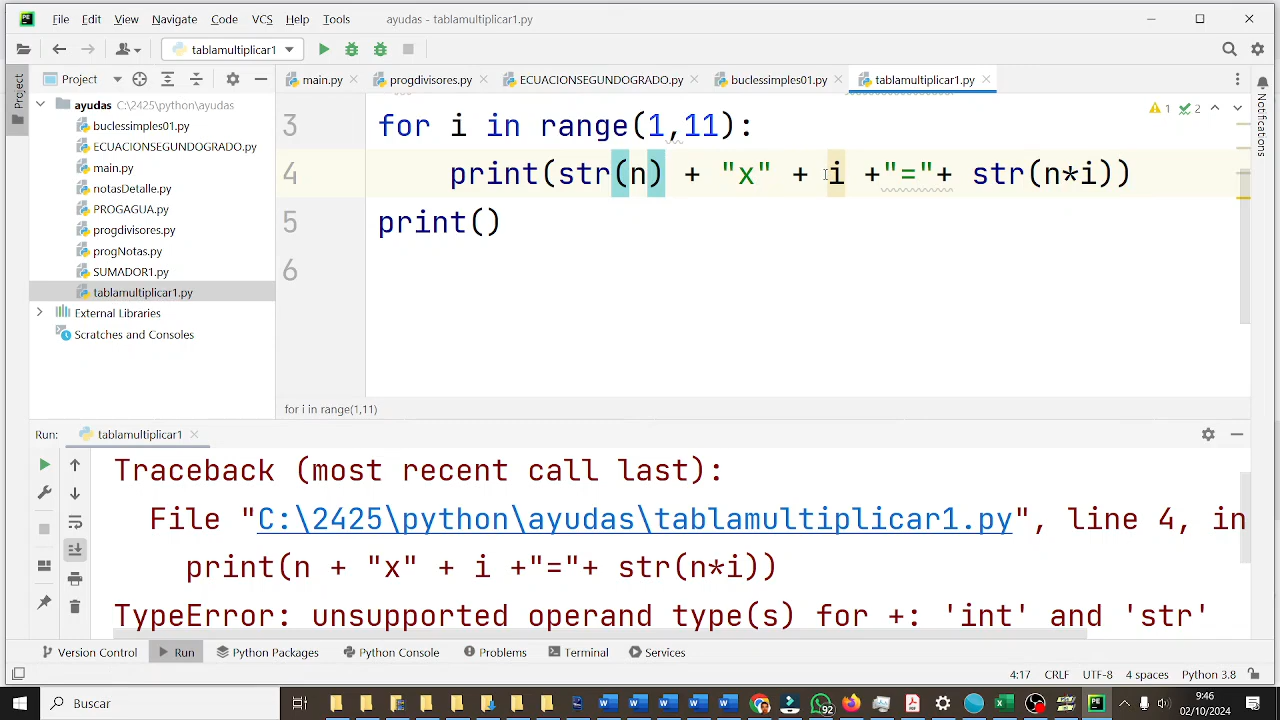 File Edit View Navigate Code VCS Help Tools ayudas - tablamultiplicar1.py
tablamultiplicar1
Project
main.py progdivisores.py ECUACIONSEGUNDOGRADO.py buclessimples01.py tablamultiplicar1.py
Project
Notifications
ayudas C:\2425\python\ayudas
buclessimples01.py
ECUACIONSEGUNDOGRADO.py
main.py
notasDetalle.py
PROGAGUA.py
progdivisores.py
progNotas.py
SUMADOR1.py
tablamultiplicar1.py
External Libraries
Scratches and Consoles
1 2
3 for i in range(1,11):
4 print(str(n) + "x" + i +"="+ str(n*i))
5 print()
6
for i in range(1,11)
Run: tablamultiplicar1
Traceback (most recent call last):
File "C:\2425\python\ayudas\tablamultiplicar1.py", line 4, in
print(n + "x" + i +"="+ str(n*i))
TypeError: unsupported operand type(s) for +: 'int' and 'str'
Version Control Run Python Packages Python Console Problems Terminal Services
4:17 CRLF UTF-8 4 spaces Python 3.8
Buscar
92
9:46
02/10/2024